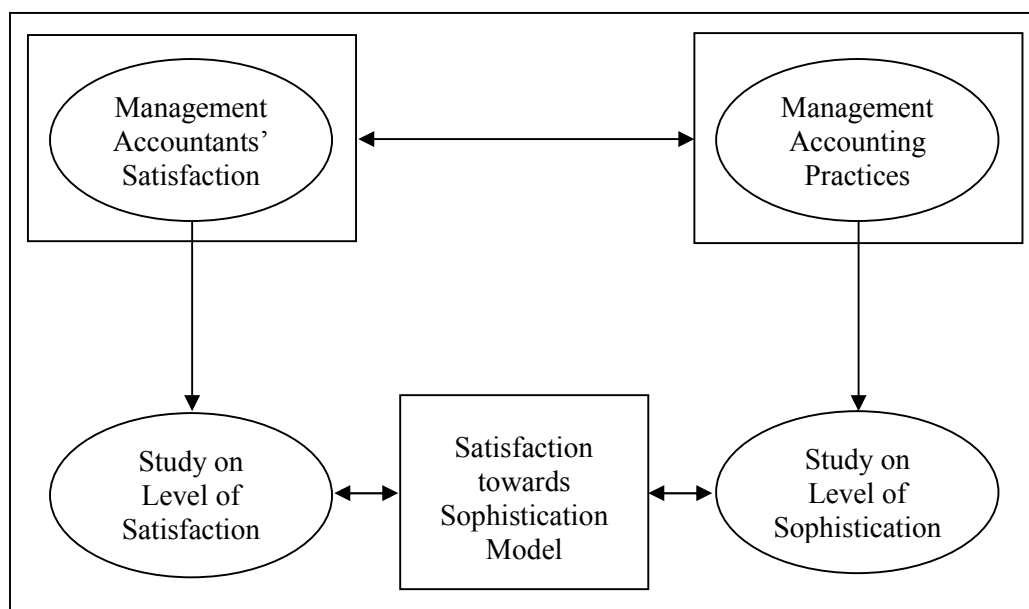 Management
Accountants’
Satisfaction
Management
Accounting
Practices
Study on
Level of
Satisfaction
Satisfaction
towards
Sophistication
Model
Study on
Level of
Sophistication